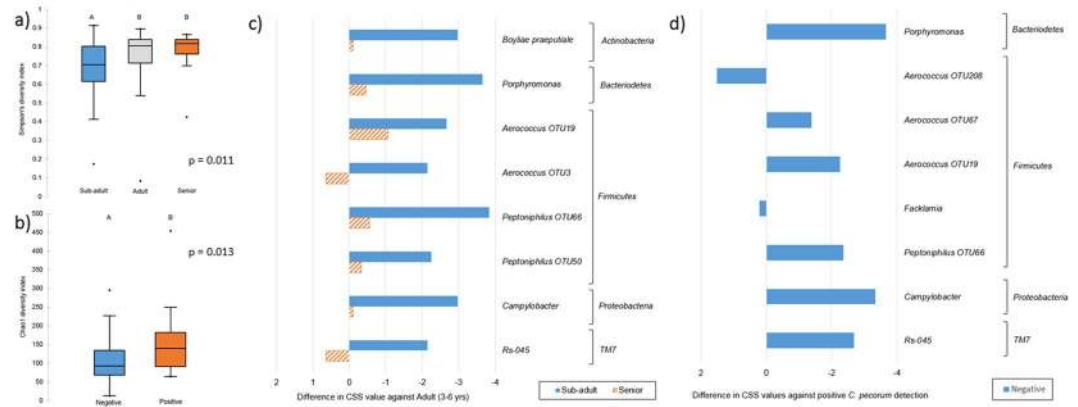 a)
Simpson's diversity index
1
0.9
0.8
0.7
0.6
0.5
0.4
0.3
0.2
0.1
0
A
B
B
p = 0.011
Sub-adult
Adult
Senior
b)
Chao1 diversity index
500
450
400
350
300
250
200
150
100
50
0
A
B
p = 0.013
Negative
Positive
c)
Boyliae praeputiale
Actinobacteria
Porphyromonas
Bacteriodetes
Aerococcus OTU19
Aerococcus OTU3
Firmicutes
Peptoniphilus OTU66
Peptoniphilus OTU50
Campylobacter
Proteobacteria
Rs-045
TM7
2
1
0
-1
-2
-3
-4
Sub-adult
Senior
Difference in CSS value against Adult (3-6 yrs)
d)
Porphyromonas
Bacteriodetes
Aerococcus OTU208
Aerococcus OTU67
Aerococcus OTU19
Firmicutes
Facklamia
Peptoniphilus OTU66
Campylobacter
Proteobacteria
Rs-045
TM7
2
0
-2
-4
Negative
Difference in CSS values against positive C. pecorum detection